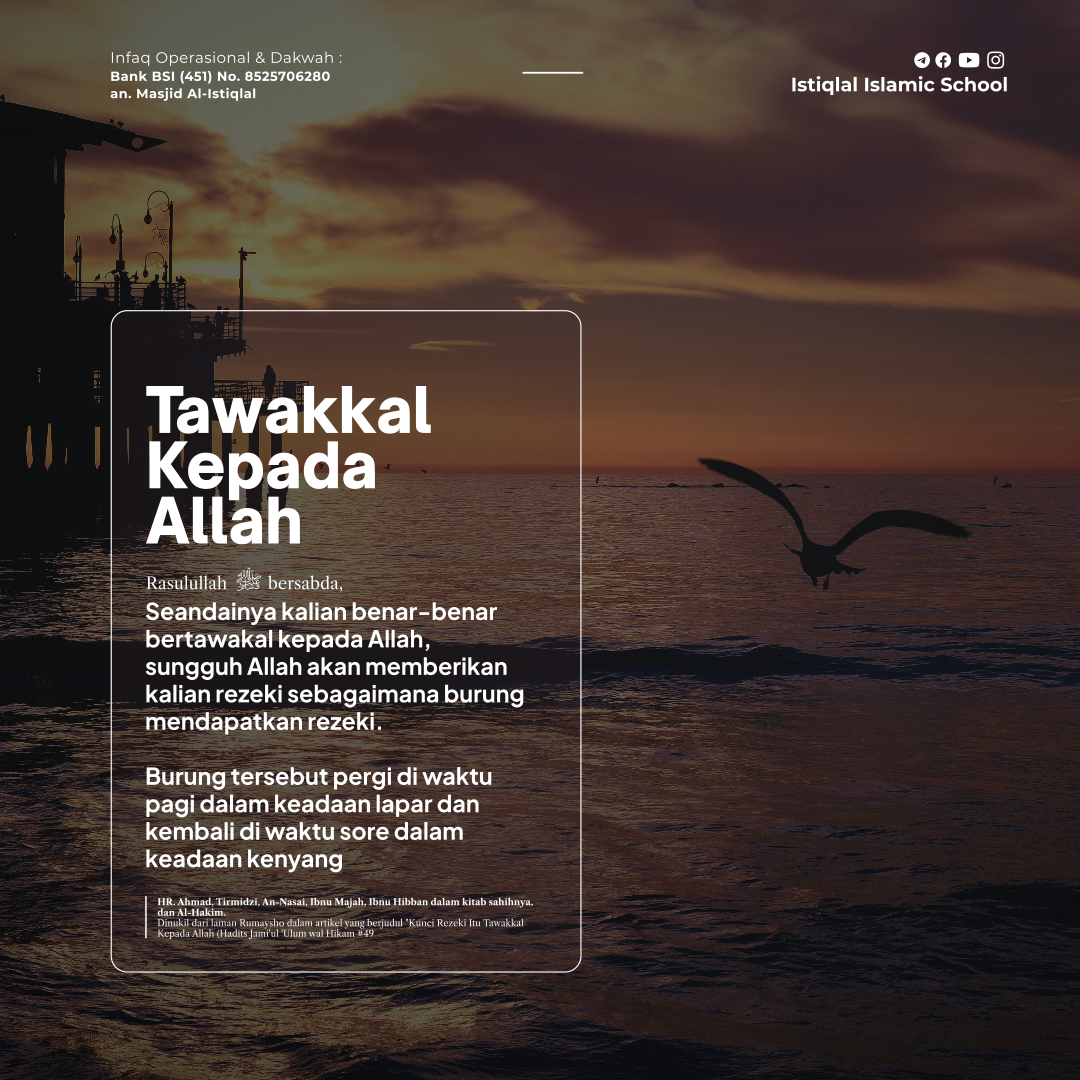 Infaq Operasional & Dakwah :
Bank BSI (451) No. 8525706280
an. Masjid Al-Istiqlal
Istiqlal Islamic School
Tawakkal
Kepada
Allah
Rasulullah ﷺ bersabda,
Seandainya kalian benar-benar
bertawakal kepada Allah,
sungguh Allah akan memberikan
kalian rezeki sebagaimana burung
mendapatkan rezeki.
Burung tersebut pergi di waktu
pagi dalam keadaan lapar dan
kembali di waktu sore dalam
keadaan kenyang
HR. Ahmad, Tirmidzi, An-Nasai, Ibnu Majah, Ibnu Hibban dalam kitab sahihnya,
dan Al-Hakim.
Dinukil dari laman Rumaysho dalam artikel yang berjudul "Kunci Rezeki Itu Tawakkal
Kepada Allah (Hadits Jami'ul 'Ulum wal Hikam #49